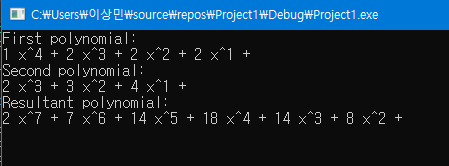 C:₩Users₩이상민₩source₩repos₩Project1₩Debug₩Project1.exe
First polynomial:
1 x^4 + 2 x^3 + 2 x^2 + 2 x^1 +
Second polynomial:
2 x^3 + 3 x^2 + 4 x^1 +
Resultant polynomial:
2 x^7 + 7 x^6 + 14 x^5 + 18 x^4 + 14 x^3 + 8 x^2 +